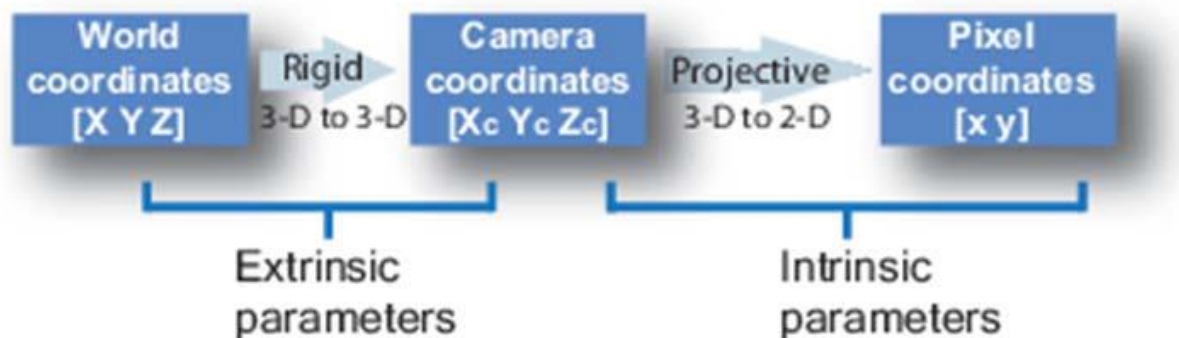 World
coordinates
[X Y Z]
Rigid
3-D to 3-D
Camera
coordinates
[Xc Yc Zc]
Projective
3-D to 2-D
Pixel
coordinates
[x y]
Extrinsic
parameters
Intrinsic
parameters